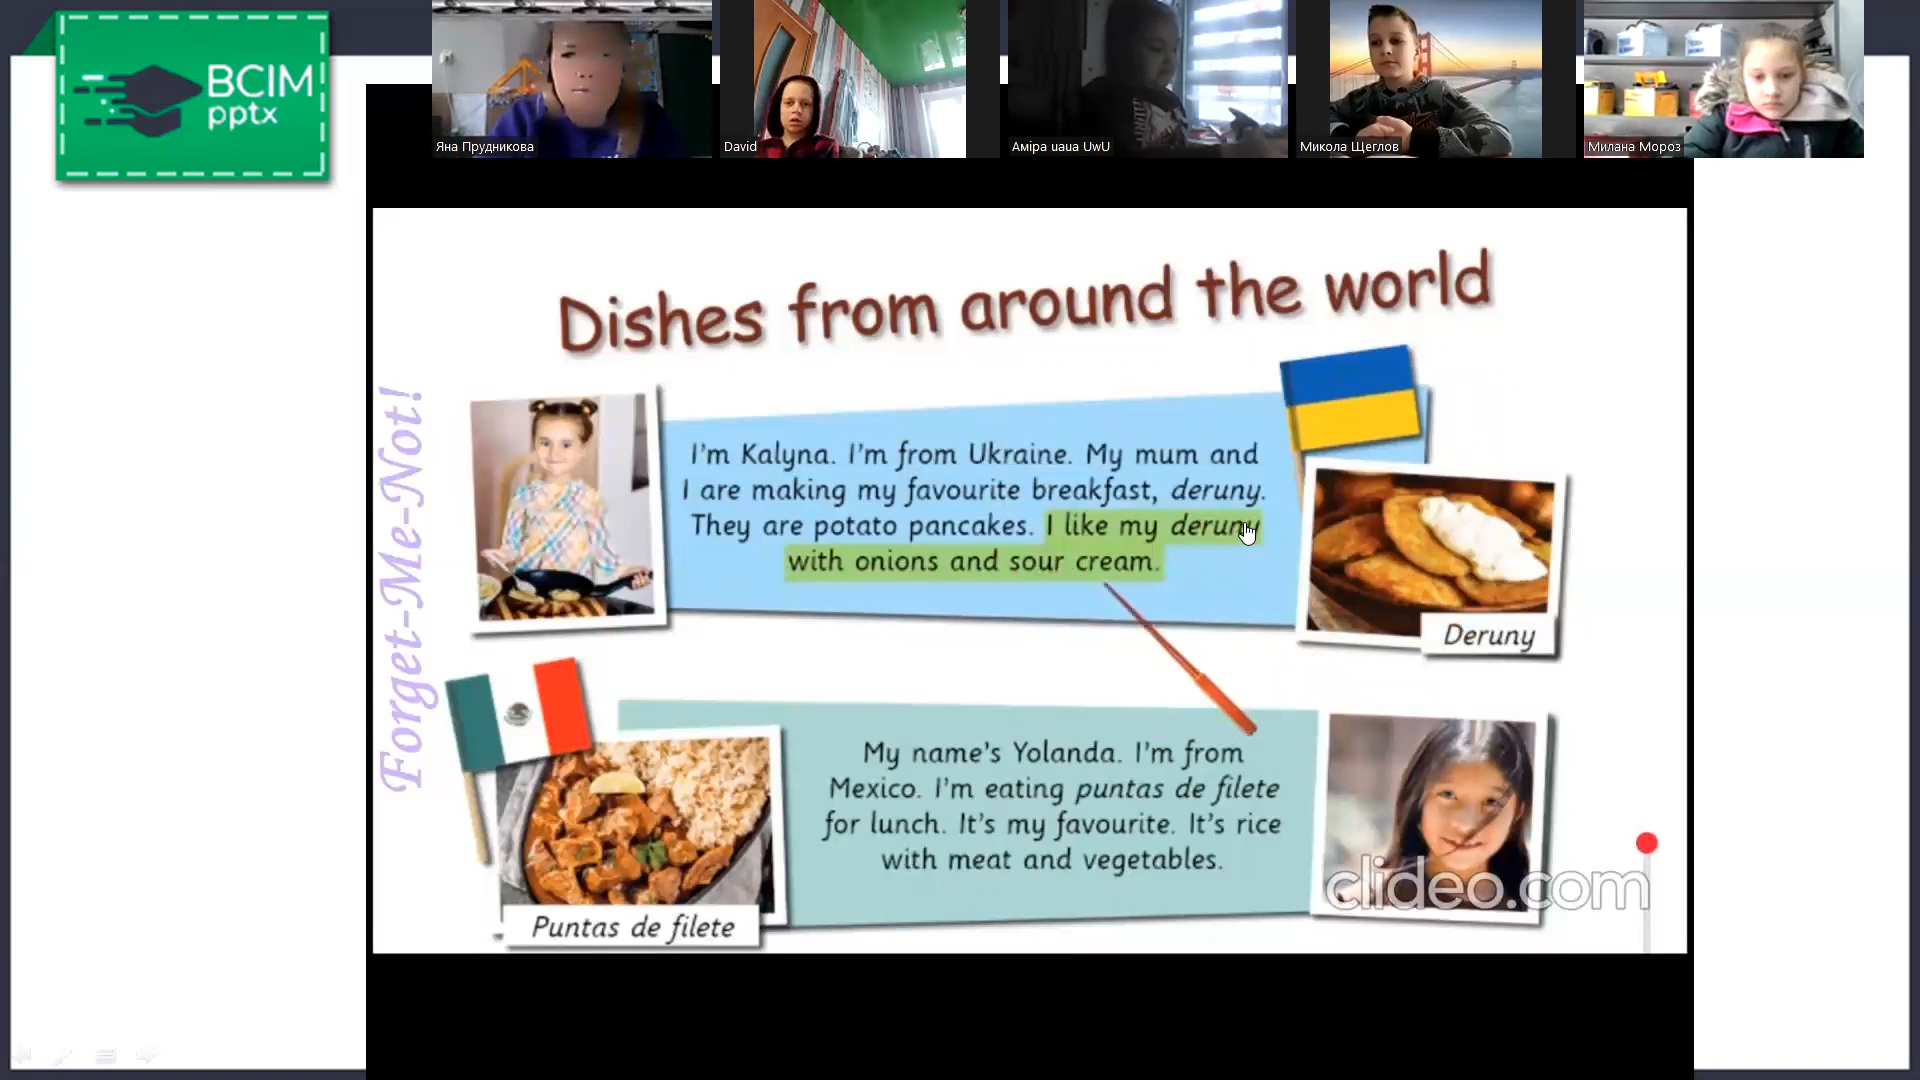 ВСІМ
pptx
Яна Прудникова
David
Аміра uaua UwU
Микола Щеглов
Милана Мороз
Dishes from around the world
Forget-Me-Not!
I'm Kalyna. I'm from Ukraine. My mum and
I are making my favourite breakfast, deruny.
They are potato pancakes. I like my deruny
with onions and sour cream.
Deruny
My name's Yolanda. I'm from
Mexico. I'm eating puntas de filete
for lunch. It's my favourite. It's rice
with meat and vegetables.
Puntas de filete
clideo.com